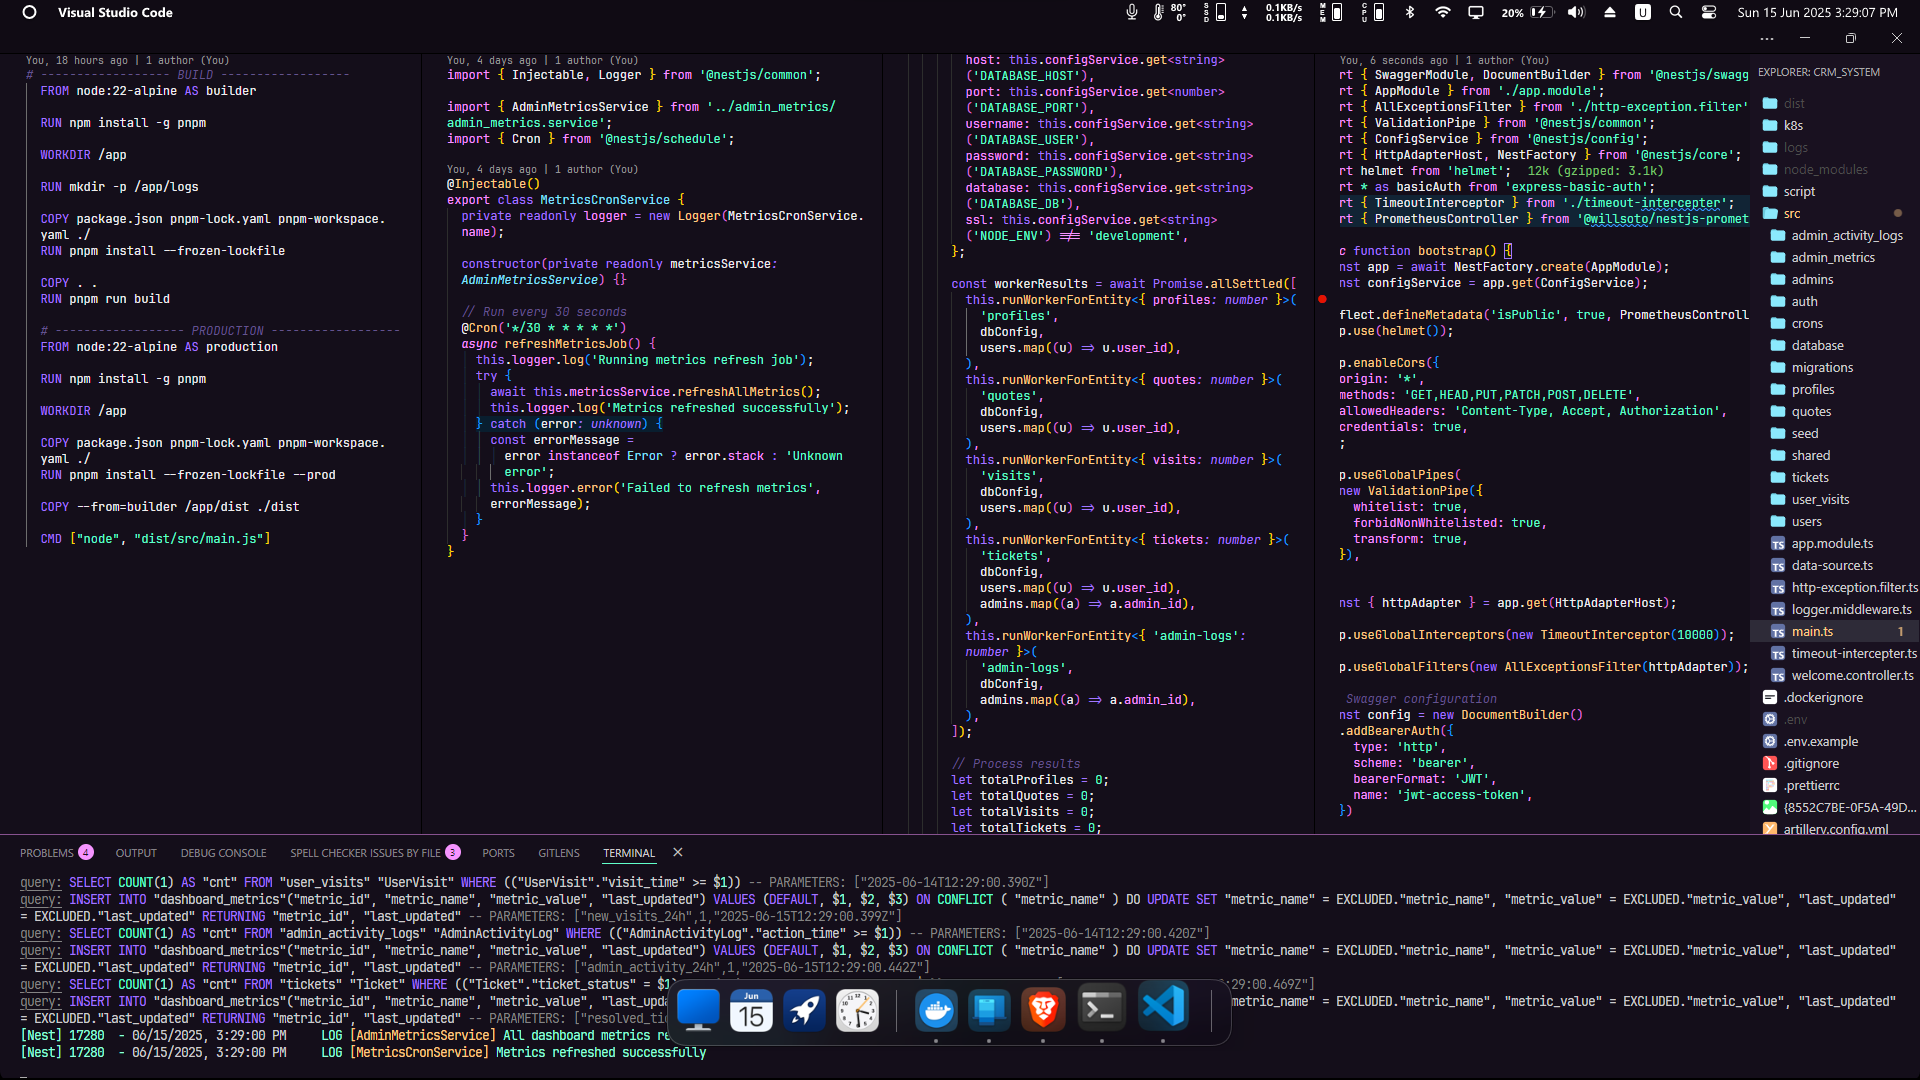 Visual Studio Code
80°
0°
SSD
0.1KB/s
0.1KB/s
MEM
CPU
20%
U
Sun 15 Jun 2025 3:29:07 PM
You, 18 hours ago | 1 author (You)
# ------------------ BUILD ------------------
FROM node:22-alpine AS builder
RUN npm install -g pnpm
WORKDIR /app
RUN mkdir -p /app/logs
COPY package.json pnpm-lock.yaml pnpm-workspace.
yaml ./
RUN pnpm install --frozen-lockfile
COPY . .
RUN pnpm run build
# ------------------ PRODUCTION ------------------
FROM node:22-alpine AS production
RUN npm install -g pnpm
WORKDIR /app
COPY package.json pnpm-lock.yaml pnpm-workspace.
yaml ./
RUN pnpm install --frozen-lockfile --prod
COPY --from=builder /app/dist ./dist
CMD ["node", "dist/src/main.js"]
You, 4 days ago | 1 author (You)
import { Injectable, Logger } from '@nestjs/common';
import { AdminMetricsService } from '../admin_metrics/
admin_metrics.service';
import { Cron } from '@nestjs/schedule';
You, 4 days ago | 1 author (You)
@Injectable()
export class MetricsCronService {
private readonly logger = new Logger(MetricsCronService.
name);
constructor(private readonly metricsService:
AdminMetricsService) {}
// Run every 30 seconds
@Cron('*/30 * * * * *')
async refreshMetricsJob() {
this.logger.log('Running metrics refresh job');
try {
await this.metricsService.refreshAllMetrics();
this.logger.log('Metrics refreshed successfully');
} catch (error: unknown) {
const errorMessage =
error instanceof Error ? error.stack : 'Unknown
error';
this.logger.error('Failed to refresh metrics',
errorMessage);
}
}
}
host: this.configService.get<string>
('DATABASE_HOST'),
port: this.configService.get<number>
('DATABASE_PORT'),
username: this.configService.get<string>
('DATABASE_USER'),
password: this.configService.get<string>
('DATABASE_PASSWORD'),
database: this.configService.get<string>
('DATABASE_DB'),
ssl: this.configService.get<string>
('NODE_ENV') !== 'development',
};
const workerResults = await Promise.allSettled([
this.runWorkerForEntity<{ profiles: number }>(
'profiles',
dbConfig,
users.map((u) => u.user_id),
),
this.runWorkerForEntity<{ quotes: number }>(
'quotes',
dbConfig,
users.map((u) => u.user_id),
),
this.runWorkerForEntity<{ visits: number }>(
'visits',
dbConfig,
users.map((u) => u.user_id),
),
this.runWorkerForEntity<{ tickets: number }>(
'tickets',
dbConfig,
users.map((u) => u.user_id),
admins.map((a) => a.admin_id),
),
this.runWorkerForEntity<{ 'admin-logs':
number }>(
'admin-logs',
dbConfig,
admins.map((a) => a.admin_id),
),
]);
// Process results
let totalProfiles = 0;
let totalQuotes = 0;
let totalVisits = 0;
let totalTickets = 0;
You, 6 seconds ago | 1 author (You)
rt { SwaggerModule, DocumentBuilder } from '@nestjs/swagg
rt { AppModule } from './app.module';
rt { AllExceptionsFilter } from './http-exception.filter'
rt { ValidationPipe } from '@nestjs/common';
rt { ConfigService } from '@nestjs/config';
rt { HttpAdapterHost, NestFactory } from '@nestjs/core';
rt helmet from 'helmet'; 12k (gzipped: 3.1k)
rt * as basicAuth from 'express-basic-auth';
rt { TimeoutInterceptor } from './timeout-intercepter';
rt { PrometheusController } from '@willsoto/nestjs-promet
c function bootstrap() {
nst app = await NestFactory.create(AppModule);
nst configService = app.get(ConfigService);
flect.defineMetadata('isPublic', true, PrometheusControll
p.use(helmet());
p.enableCors({
origin: '*',
methods: 'GET,HEAD,PUT,PATCH,POST,DELETE',
allowedHeaders: 'Content-Type, Accept, Authorization',
credentials: true,
;
p.useGlobalPipes(
new ValidationPipe({
whitelist: true,
forbidNonWhitelisted: true,
transform: true,
}),
nst { httpAdapter } = app.get(HttpAdapterHost);
p.useGlobalInterceptors(new TimeoutInterceptor(10000));
p.useGlobalFilters(new AllExceptionsFilter(httpAdapter));
Swagger configuration
nst config = new DocumentBuilder()
.addBearerAuth({
type: 'http',
scheme: 'bearer',
bearerFormat: 'JWT',
name: 'jwt-access-token',
})
EXPLORER: CRM_SYSTEM
dist
k8s
logs
node_modules
script
src
admin_activity_logs
admin_metrics
admins
auth
crons
database
migrations
profiles
quotes
seed
shared
tickets
user_visits
users
TS app.module.ts
TS data-source.ts
TS http-exception.filter.ts
TS logger.middleware.ts
TS main.ts 1
TS timeout-intercepter.ts
TS welcome.controller.ts
.dockerignore
.env
.env.example
.gitignore
.prettierrc
{8552C7BE-0F5A-49D...
artillery.config.yml
PROBLEMS 4 OUTPUT DEBUG CONSOLE SPELL CHECKER ISSUES BY FILE 3 PORTS GITLENS TERMINAL
query: SELECT COUNT(1) AS "cnt" FROM "user_visits" "UserVisit" WHERE (("UserVisit"."visit_time" >= $1)) -- PARAMETERS: ["2025-06-14T12:29:00.390Z"]
query: INSERT INTO "dashboard_metrics"("metric_id", "metric_name", "metric_value", "last_updated") VALUES (DEFAULT, $1, $2, $3) ON CONFLICT ( "metric_name" ) DO UPDATE SET "metric_name" = EXCLUDED."metric_name", "metric_value" = EXCLUDED."metric_value", "last_updated"
= EXCLUDED."last_updated" RETURNING "metric_id", "last_updated" -- PARAMETERS: ["new_visits_24h",1,"2025-06-15T12:29:00.399Z"]
query: SELECT COUNT(1) AS "cnt" FROM "admin_activity_logs" "AdminActivityLog" WHERE (("AdminActivityLog"."action_time" >= $1)) -- PARAMETERS: ["2025-06-14T12:29:00.420Z"]
query: INSERT INTO "dashboard_metrics"("metric_id", "metric_name", "metric_value", "last_updated") VALUES (DEFAULT, $1, $2, $3) ON CONFLICT ( "metric_name" ) DO UPDATE SET "metric_name" = EXCLUDED."metric_name", "metric_value" = EXCLUDED."metric_value", "last_updated"
= EXCLUDED."last_updated" RETURNING "metric_id", "last_updated" -- PARAMETERS: ["admin_activity_24h",1,"2025-06-15T12:29:00.442Z"]
query: SELECT COUNT(1) AS "cnt" FROM "tickets" "Ticket" WHERE (("Ticket"."ticket_status" = $1 2:29:00.469Z"]
query: INSERT INTO "dashboard_metrics"("metric_id", "metric_name", "metric_value", "last_upda metric_name" = EXCLUDED."metric_name", "metric_value" = EXCLUDED."metric_value", "last_updated"
= EXCLUDED."last_updated" RETURNING "metric_id", "last_updated" -- PARAMETERS: ["resolved_ti
[Nest] 17280 - 06/15/2025, 3:29:00 PM LOG [AdminMetricsService] All dashboard metrics re
[Nest] 17280 - 06/15/2025, 3:29:00 PM LOG [MetricsCronService] Metrics refreshed successfully
Jun
15